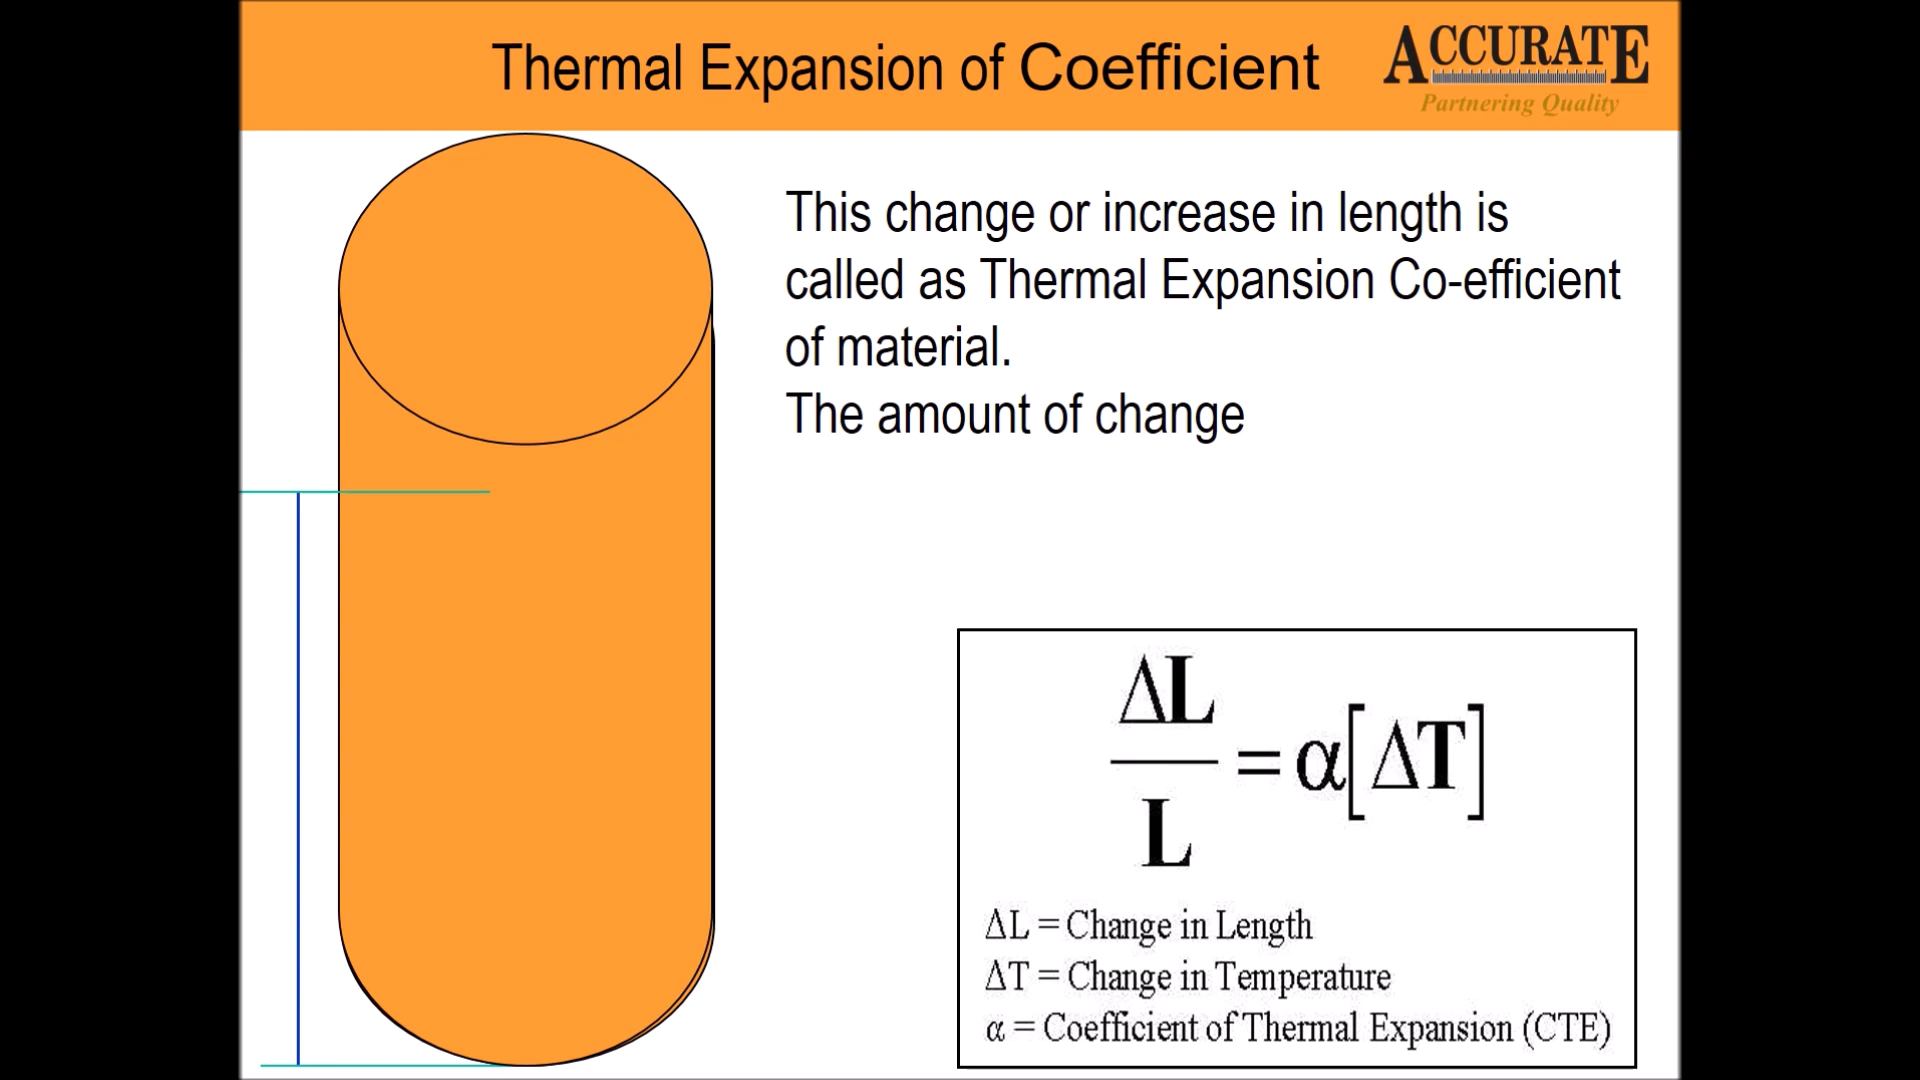 Thermal Expansion of Coefficient
ACCURATE
Partnering Quality
This change or increase in length is
called as Thermal Expansion Co-efficient
of material.
The amount of change
ΔL
L
= α[ΔT]
ΔL = Change in Length
ΔT = Change in Temperature
α = Coefficient of Thermal Expansion (CTE)